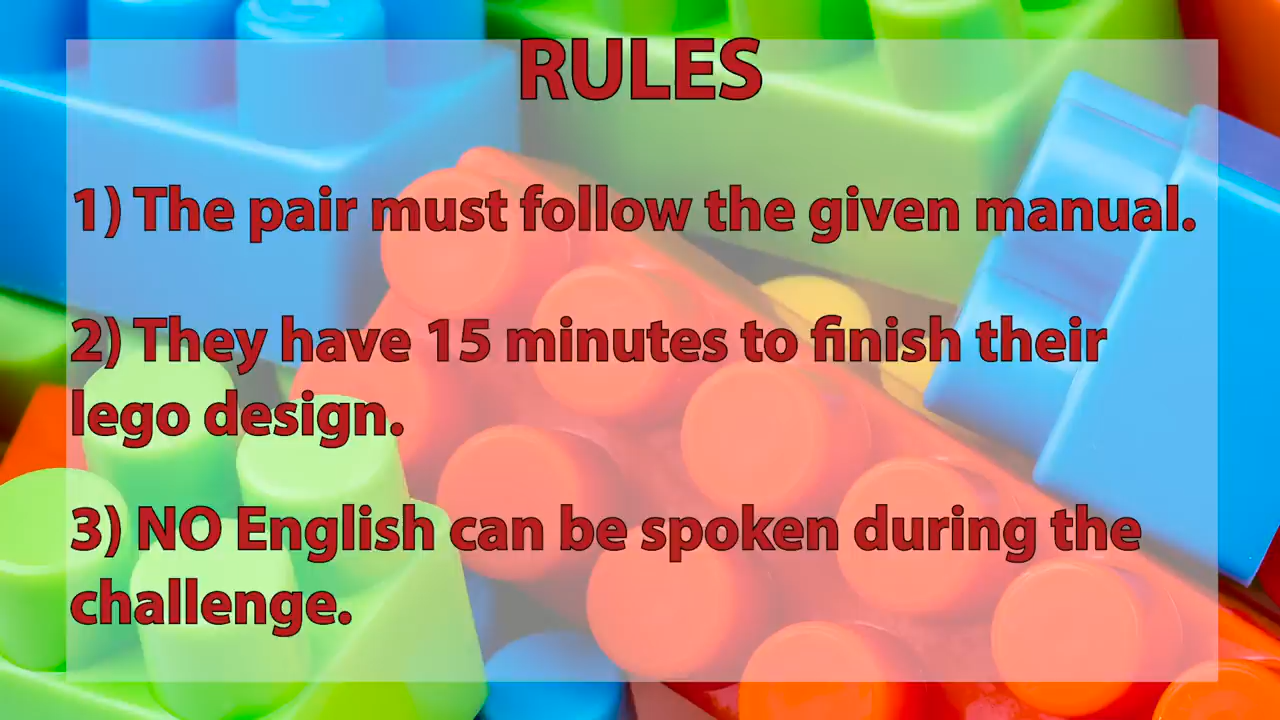 RULES
1) The pair must follow the given manual.
2) They have 15 minutes to finish their
lego design.
3) NO English can be spoken during the
challenge.